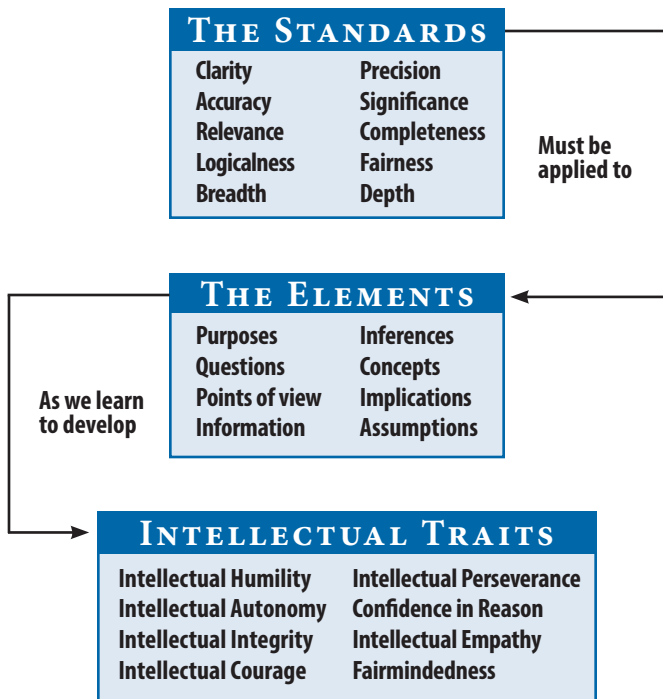 THE STANDARDS
Clarity
Accuracy
Relevance
Logicalness
Breadth
Precision
Significance
Completeness
Fairness
Depth
Must be
applied to
THE ELEMENTS
Purposes
Questions
Points of view
Information
Inferences
Concepts
Implications
Assumptions
As we learn
to develop
INTELLECTUAL TRAITS
Intellectual Humility
Intellectual Autonomy
Intellectual Integrity
Intellectual Courage
Intellectual Perseverance
Confidence in Reason
Intellectual Empathy
Fairmindedness